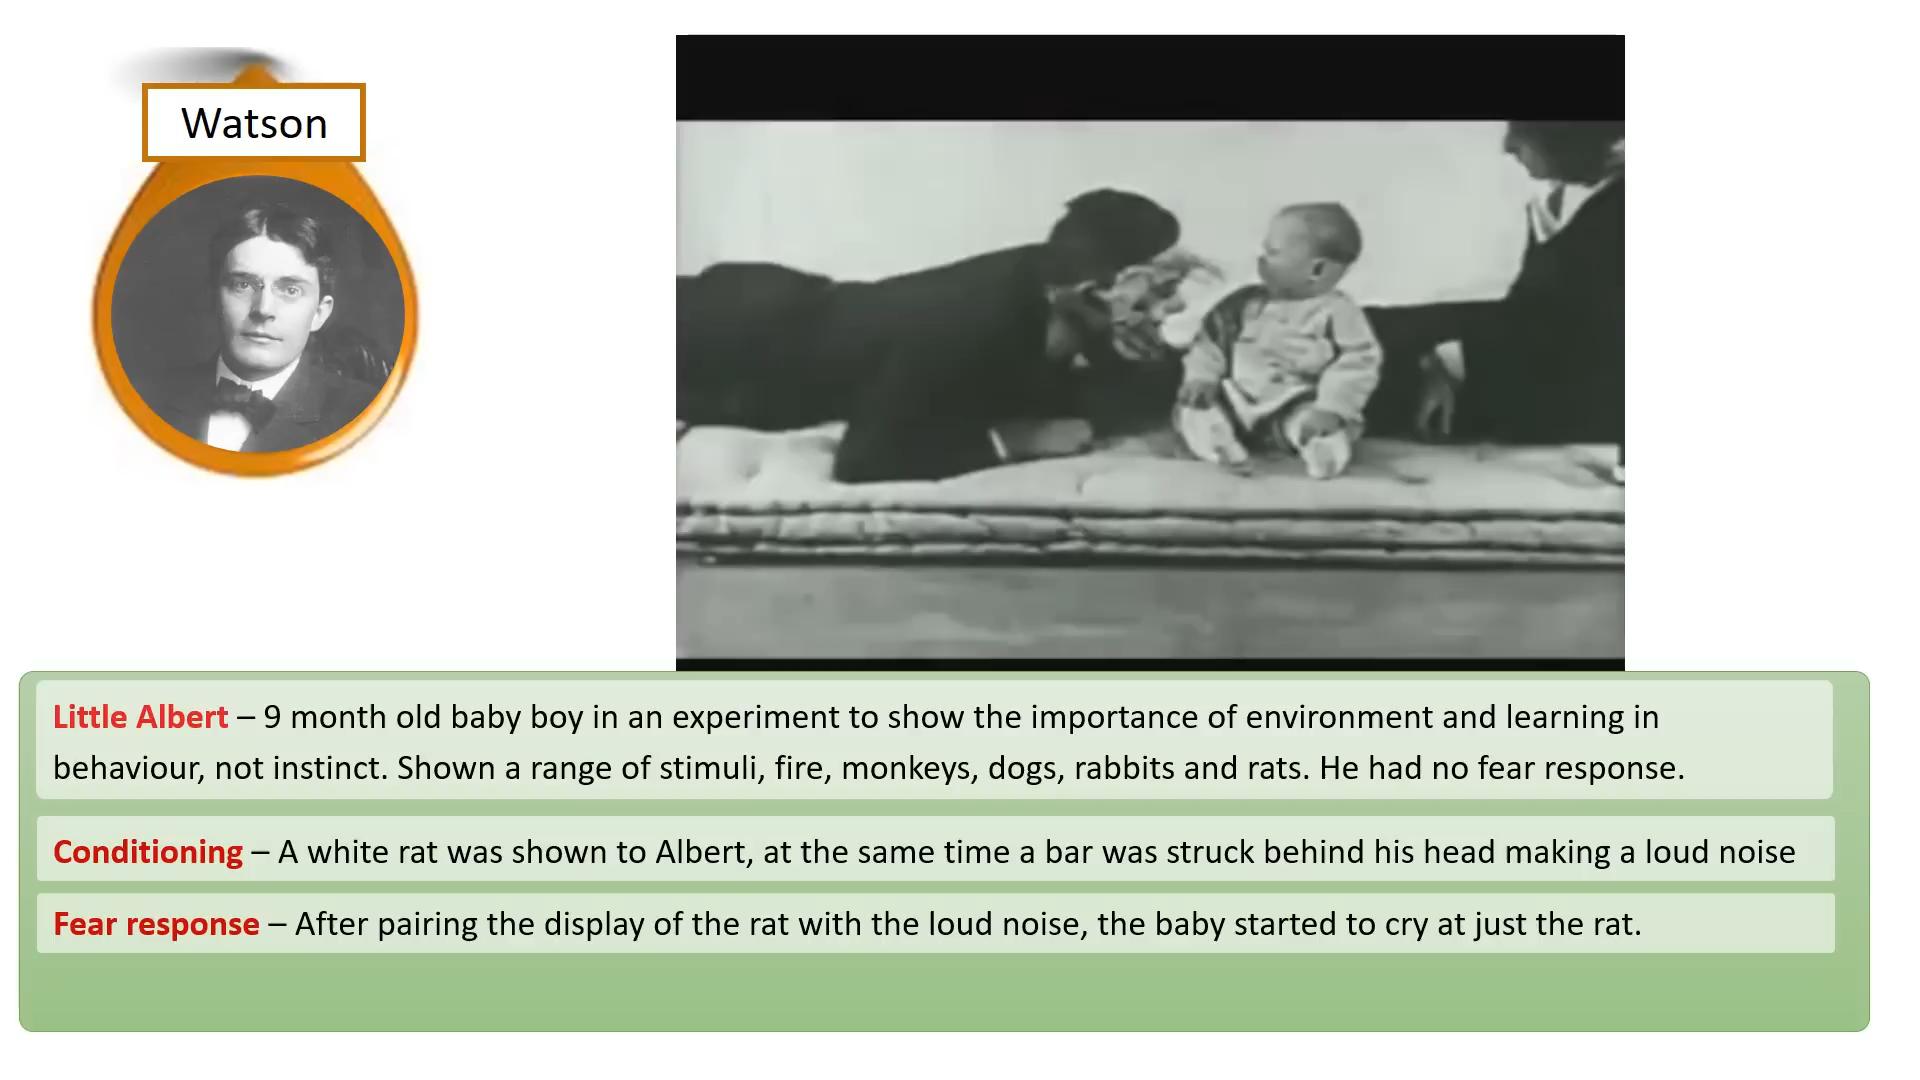 Watson
Little Albert – 9 month old baby boy in an experiment to show the importance of environment and learning in
behaviour, not instinct. Shown a range of stimuli, fire, monkeys, dogs, rabbits and rats. He had no fear response.
Conditioning – A white rat was shown to Albert, at the same time a bar was struck behind his head making a loud noise
Fear response – After pairing the display of the rat with the loud noise, the baby started to cry at just the rat.